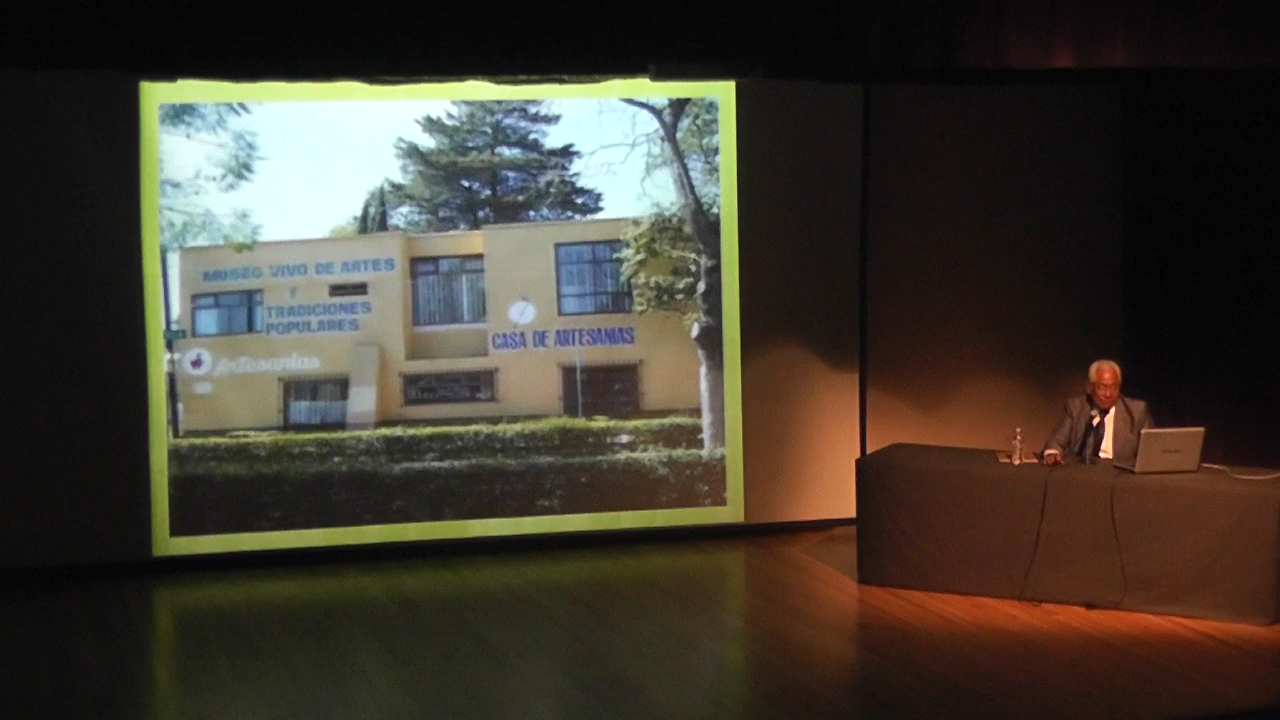 MUSEO VIVO DE ARTES
Y
TRADICIONES
POPULARES
CASA DE ARTESANIAS
Artesanías